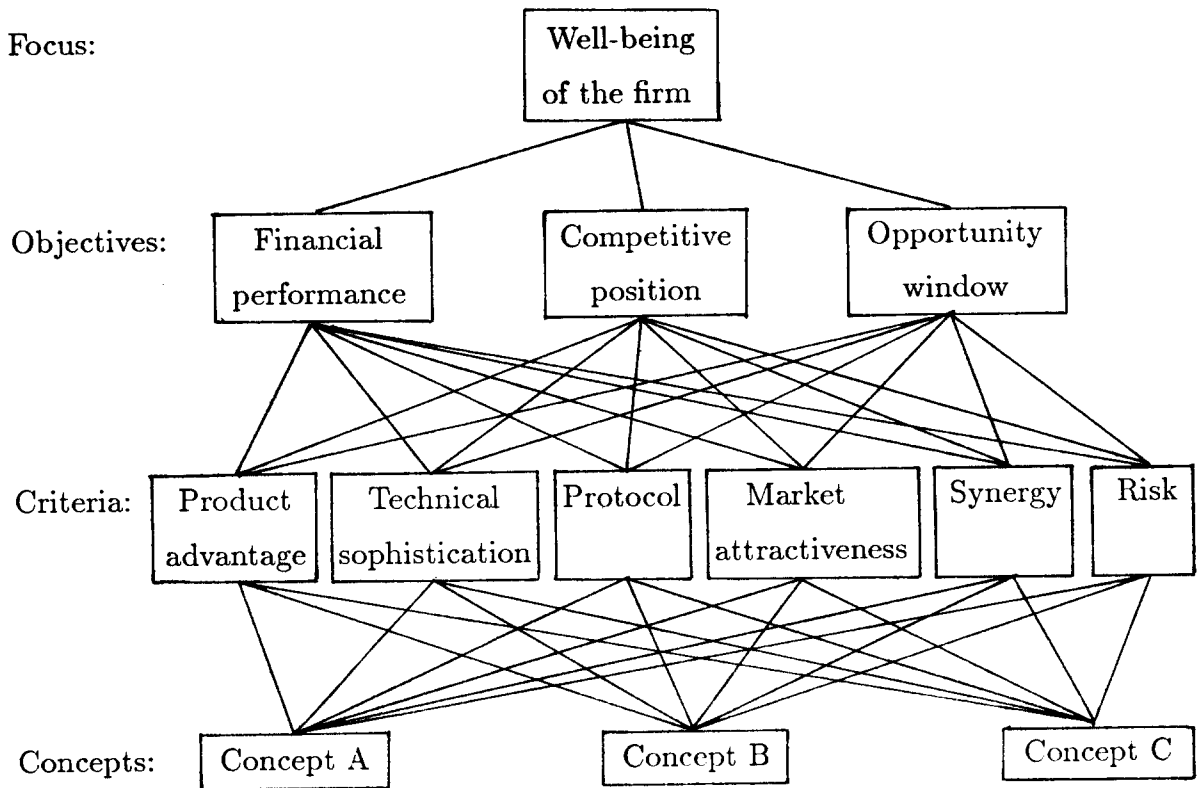 Focus:
Well-being
of the firm
Objectives:
Financial
performance
Competitive
position
Opportunity
window
Criteria:
Product
advantage
Technical
sophistication
Protocol
Market
attractiveness
Synergy
Risk
Concepts:
Concept A
Concept B
Concept C